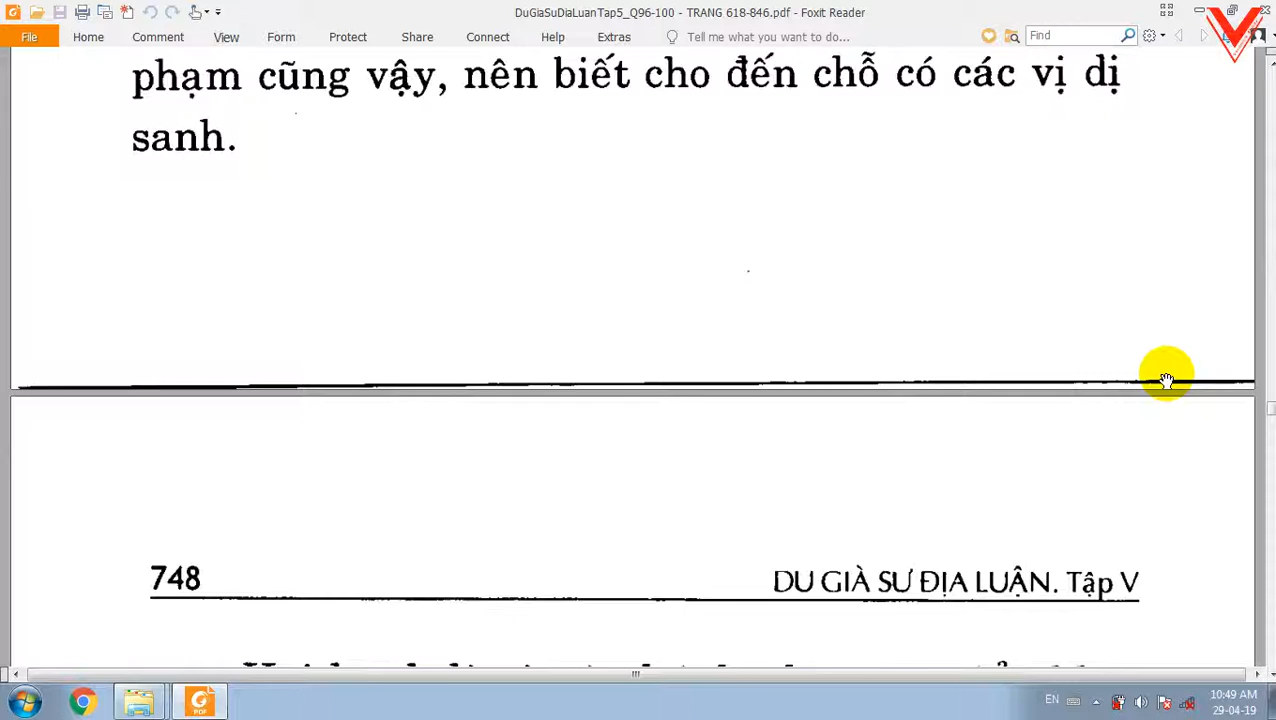 DuGiaSuDiaLuanTap5_Q96-100 - TRANG 618-846.pdf - Foxit Reader
File Home Comment View Form Protect Share Connect Help Extras Tell me what you want to do... Find
phạm cũng vậy, nên biết cho đến chỗ có các vị dị
sanh.
748 DU GIÀ SƯ ĐỊA LUẬN. Tập V
EN 10:49 AM
29-04-19